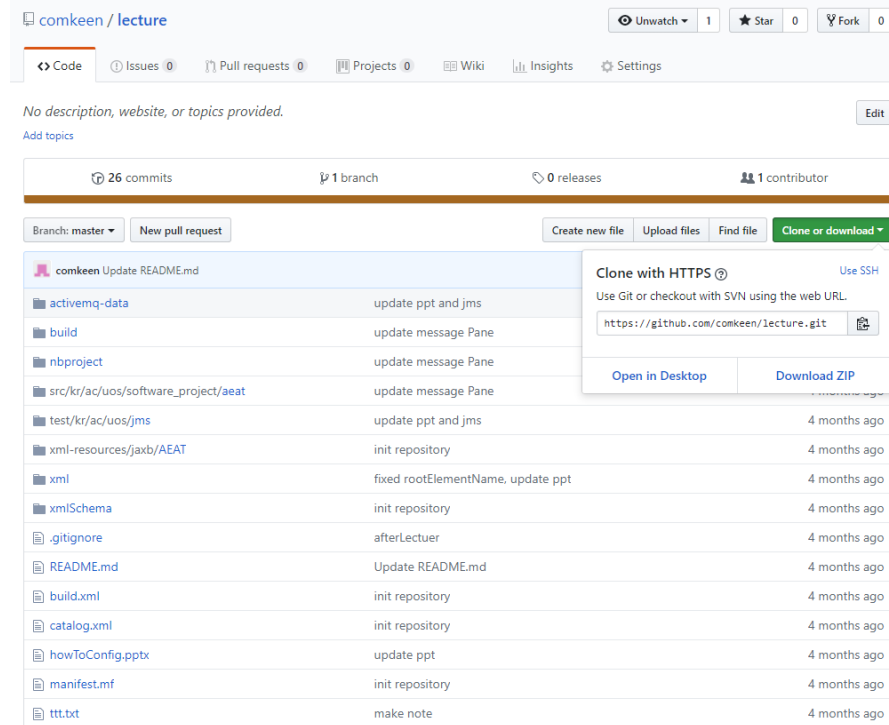 comkeen / lecture
Unwatch 1 Star 0 Fork 0
Code Issues 0 Pull requests 0 Projects 0 Wiki Insights Settings
No description, website, or topics provided. Edit
Add topics
26 commits 1 branch 0 releases 1 contributor
Branch: master New pull request Create new file Upload files Find file Clone or download
comkeen Update README.md
Clone with HTTPS Use SSH
Use Git or checkout with SVN using the web URL.
https://github.com/comkeen/lecture.git
Open in Desktop Download ZIP
activemq-data update ppt and jms
build update message Pane
nbproject update message Pane
src/kr/ac/uos/software_project/aeat update message Pane
test/kr/ac/uos/jms update ppt and jms 4 months ago
xml-resources/jaxb/AEAT init repository 4 months ago
xml fixed rootElementName, update ppt 4 months ago
xmlSchema init repository 4 months ago
.gitignore afterLectuer 4 months ago
README.md Update README.md 4 months ago
build.xml init repository 4 months ago
catalog.xml init repository 4 months ago
howToConfig.pptx update ppt 4 months ago
manifest.mf init repository 4 months ago
ttt.txt make note 4 months ago